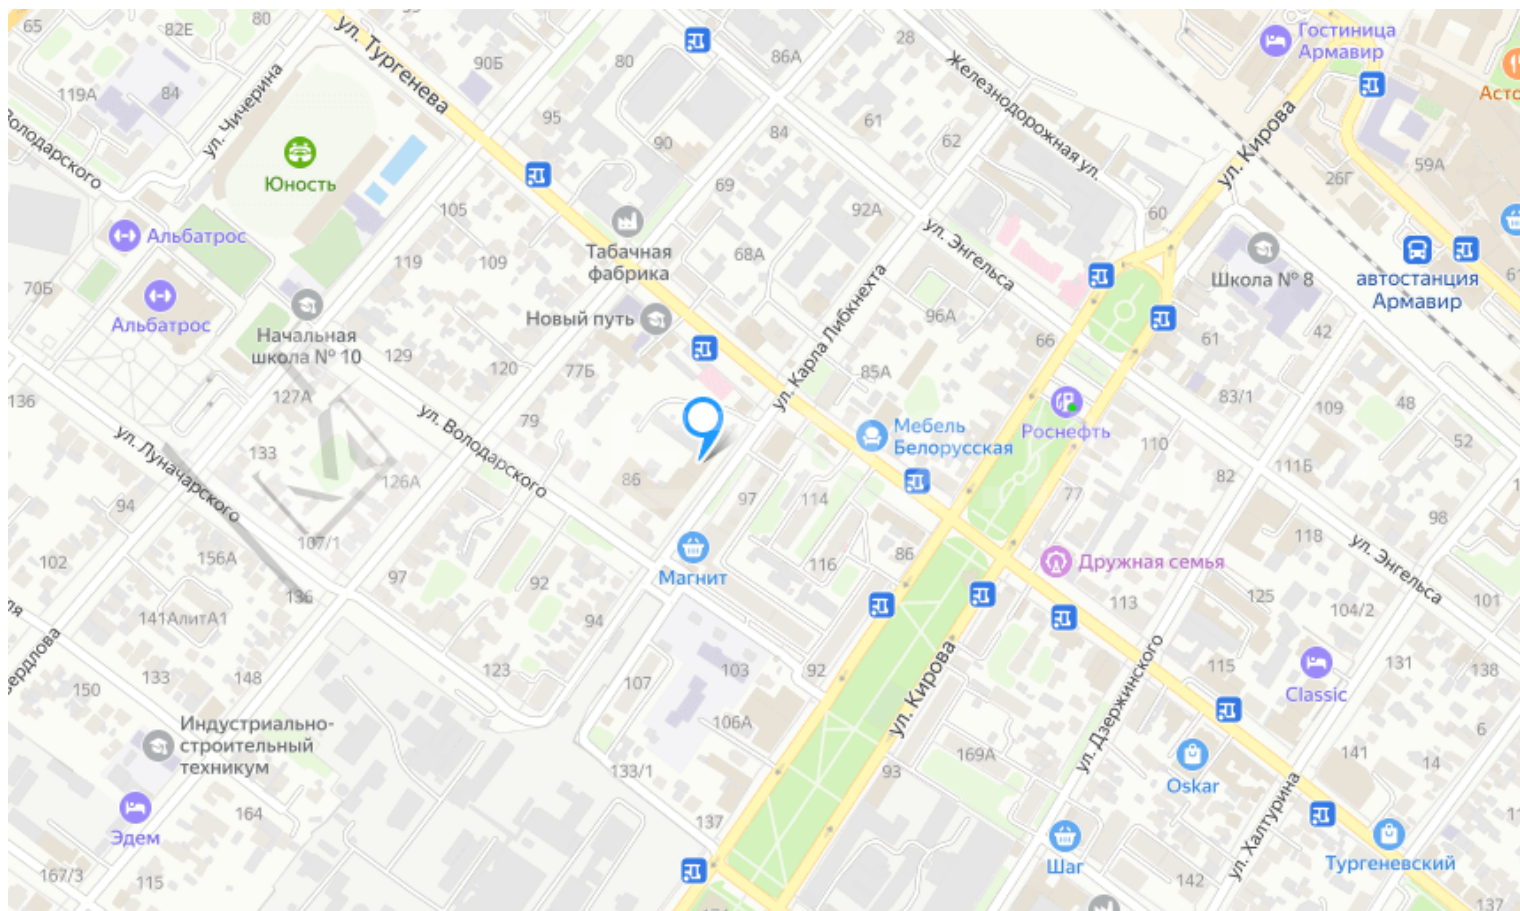 65
82Е
80
ул. Тургенева
90Б
80
86А
28
Гостиница
Армавир
119А
84
ул. Чичерина
Железнодорожная ул.
Володарского
95
90
84
61
62
ул. Кирова
59А
26Г
Юность
69
105
92А
60
Альбатрос
Табачная
фабрика
68А
ул. Энгельса
119
109
Школа № 8
автостанция
Армавир
70Б
Альбатрос
Новый путь
ул. Карла Либкнехта
96А
66
61
42
Начальная
школа № 10
129
120
77Б
85А
136
127А
79
83/1
109
48
ул. Луначарского
ул. Володарского
Мебель
Белорусская
Роснефть
110
52
133
126А
86
97
114
77
82
111Б
94
118
98
107/1
ул. Энгельса
102
156А
97
92
Магнит
116
86
Дружная семья
136
141АлитА1
94
113
125
104/2
101
133
148
150
123
107
103
92
ул. Кирова
ул. Дзержинского
115
131
138
Classic
Индустриально-
строительный
техникум
106А
169А
141
6
14
133/1
93
Oskar
164
Эдем
137
Шаг
ул. Халтурина
Тургеневский
167/3
115
142
137